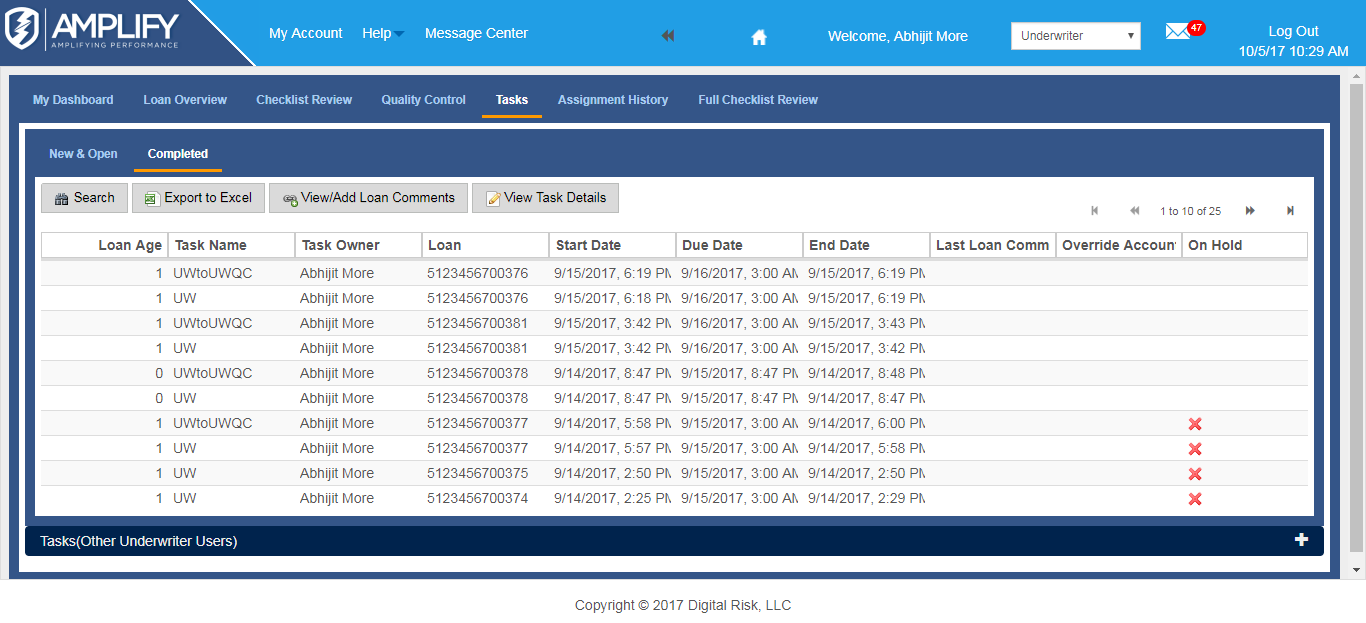 AMPLIFY
AMPLIFYING PERFORMANCE
My Account Help Message Center Welcome, Abhijit More Underwriter 47 Log Out
10/5/17 10:29 AM
My Dashboard Loan Overview Checklist Review Quality Control Tasks Assignment History Full Checklist Review
New & Open Completed
Search Export to Excel View/Add Loan Comments View Task Details
1 to 10 of 25
Loan Age Task Name Task Owner Loan Start Date Due Date End Date Last Loan Comm Override Accoun On Hold
1 UWtoUWQC Abhijit More 5123456700376 9/15/2017, 6:19 PM 9/16/2017, 3:00 AM 9/15/2017, 6:19 PM
1 UW Abhijit More 5123456700376 9/15/2017, 6:18 PM 9/16/2017, 3:00 AM 9/15/2017, 6:19 PM
1 UWtoUWQC Abhijit More 5123456700381 9/15/2017, 3:42 PM 9/16/2017, 3:00 AM 9/15/2017, 3:43 PM
1 UW Abhijit More 5123456700381 9/15/2017, 3:42 PM 9/16/2017, 3:00 AM 9/15/2017, 3:42 PM
0 UWtoUWQC Abhijit More 5123456700378 9/14/2017, 8:47 PM 9/15/2017, 8:47 PM 9/14/2017, 8:48 PM
0 UW Abhijit More 5123456700378 9/14/2017, 8:47 PM 9/15/2017, 8:47 PM 9/14/2017, 8:47 PM
1 UWtoUWQC Abhijit More 5123456700377 9/14/2017, 5:58 PM 9/15/2017, 3:00 AM 9/14/2017, 6:00 PM
1 UW Abhijit More 5123456700377 9/14/2017, 5:57 PM 9/15/2017, 3:00 AM 9/14/2017, 5:58 PM
1 UW Abhijit More 5123456700375 9/14/2017, 2:50 PM 9/15/2017, 3:00 AM 9/14/2017, 2:50 PM
1 UW Abhijit More 5123456700374 9/14/2017, 2:25 PM 9/15/2017, 3:00 AM 9/14/2017, 2:29 PM
Tasks(Other Underwriter Users)
Copyright © 2017 Digital Risk, LLC